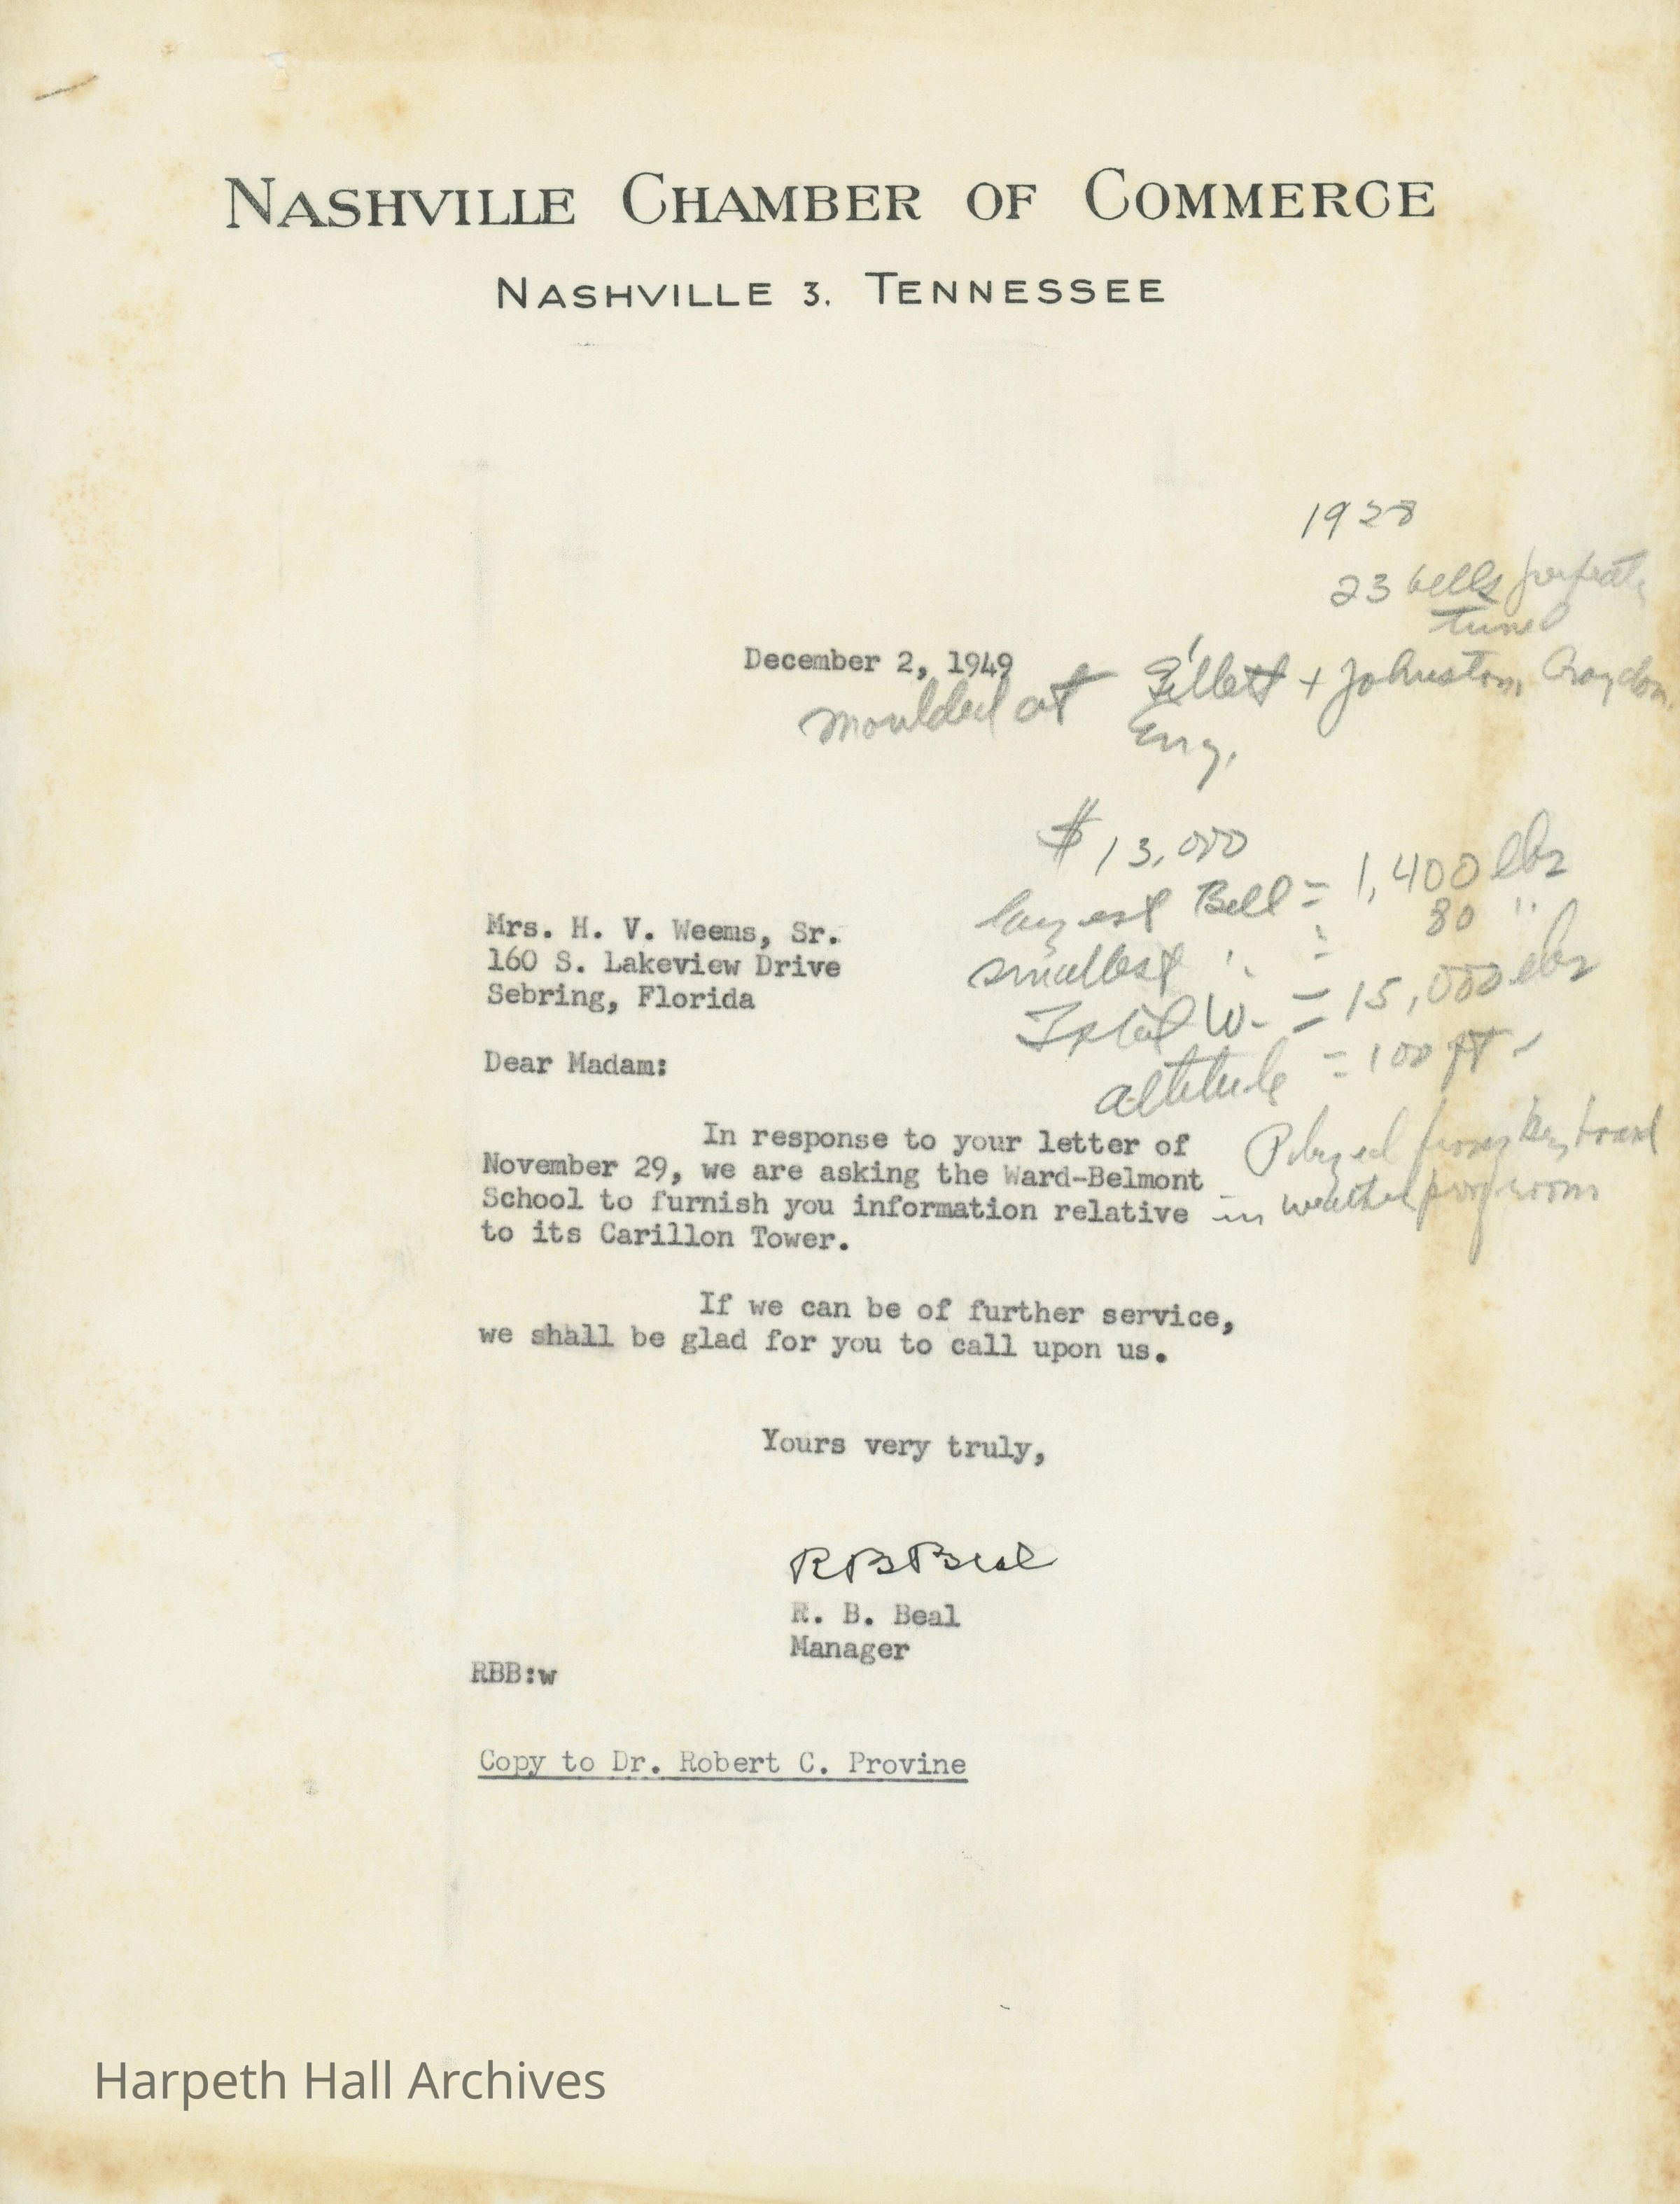 NASHVILLE CHAMBER OF COMMERCE
NASHVILLE 3, TENNESSEE
1928
23 bells perfectly
tuned
December 2, 1949
moulded at Gillett + Johnston, Croydon,
Eng.
$13,000
largest Bell = 1,400 lbs
smallest " = 30 "
Total W. = 15,000 lbs
altitude = 100 ft
Played from keyboard
in weatherproof room
Mrs. H. V. Weems, Sr.
160 S. Lakeview Drive
Sebring, Florida
Dear Madam:
In response to your letter of
November 29, we are asking the Ward-Belmont
School to furnish you information relative
to its Carillon Tower.
If we can be of further service,
we shall be glad for you to call upon us.
Yours very truly,
R B Beal
R. B. Beal
Manager
RBB:w
Copy to Dr. Robert C. Provine
Harpeth Hall Archives